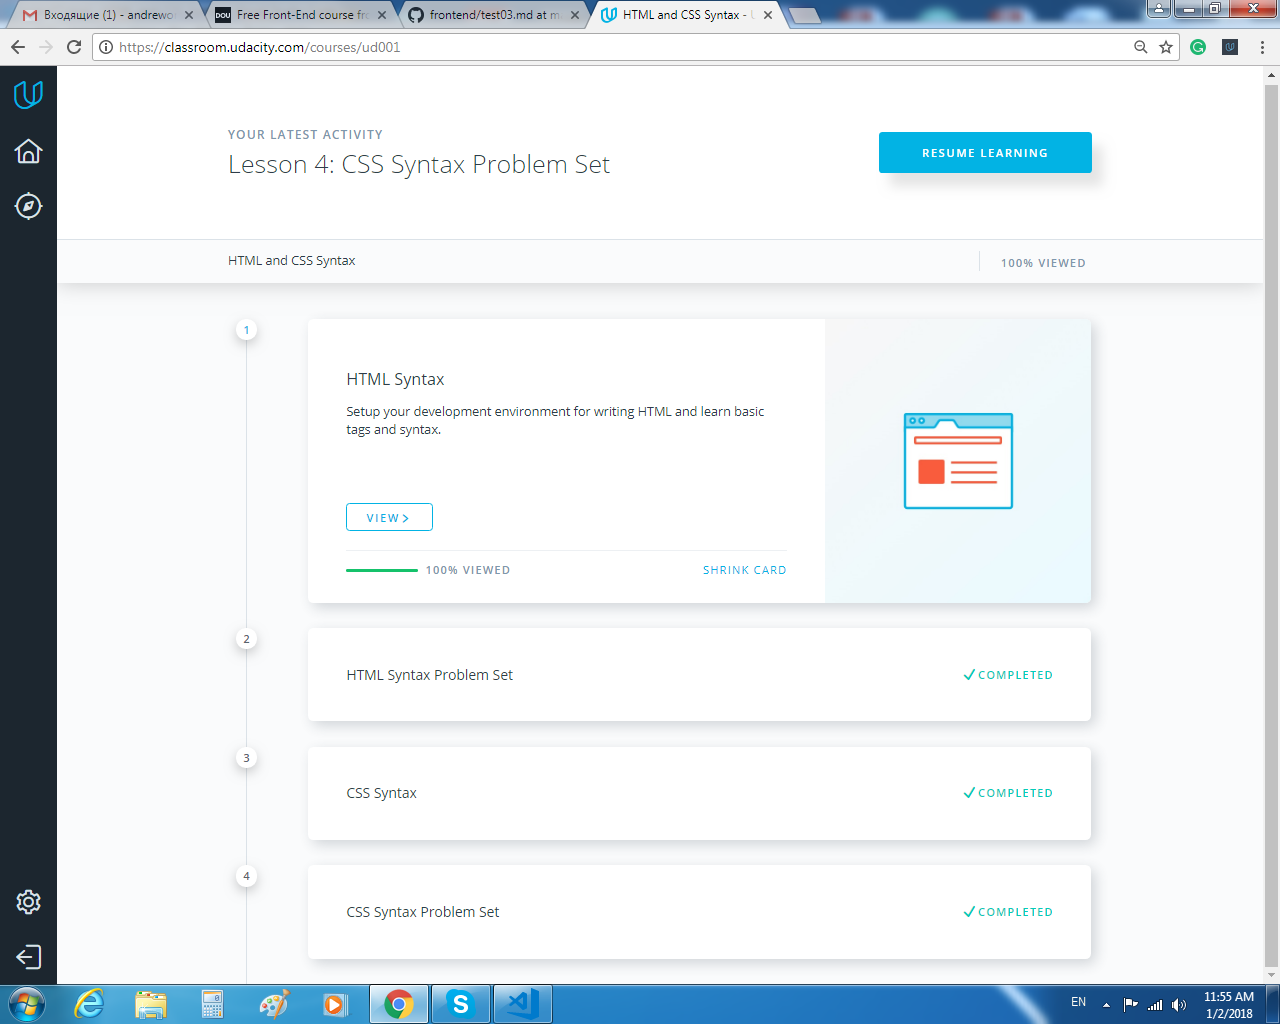 Входящие (1) - andrewo
DOU
Free Front-End course fr
frontend/test03.md at m
HTML and CSS Syntax -
https://classroom.udacity.com/courses/ud001
YOUR LATEST ACTIVITY
Lesson 4: CSS Syntax Problem Set
RESUME LEARNING
HTML and CSS Syntax
100% VIEWED
1
HTML Syntax
Setup your development environment for writing HTML and learn basic
tags and syntax.
VIEW >
100% VIEWED
SHRINK CARD
2
HTML Syntax Problem Set
COMPLETED
3
CSS Syntax
COMPLETED
4
CSS Syntax Problem Set
COMPLETED
EN
11:55 AM
1/2/2018